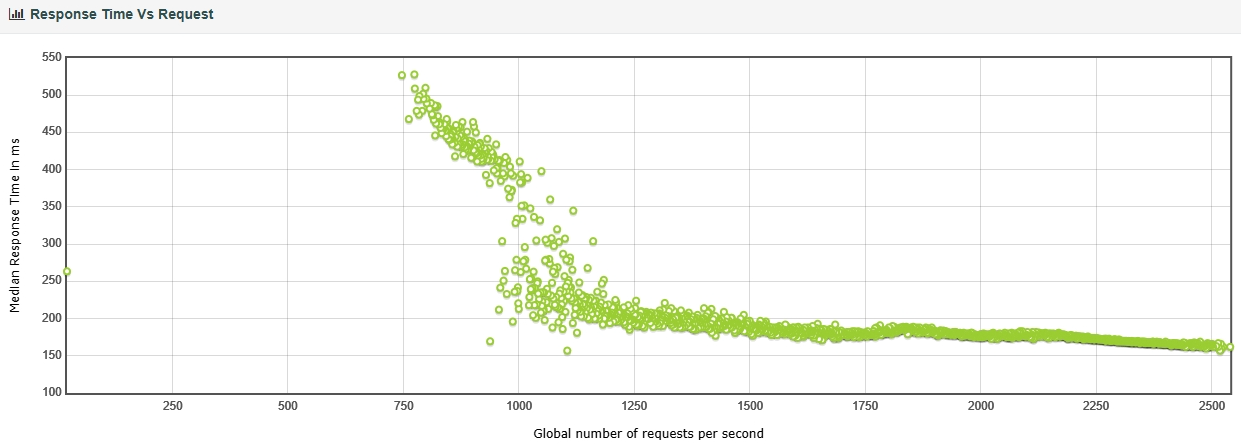 Response Time Vs Request
550
500
450
400
350
300
250
200
150
100
Median Response Time in ms
250 500 750 1000 1250 1500 1750 2000 2250 2500
Global number of requests per second